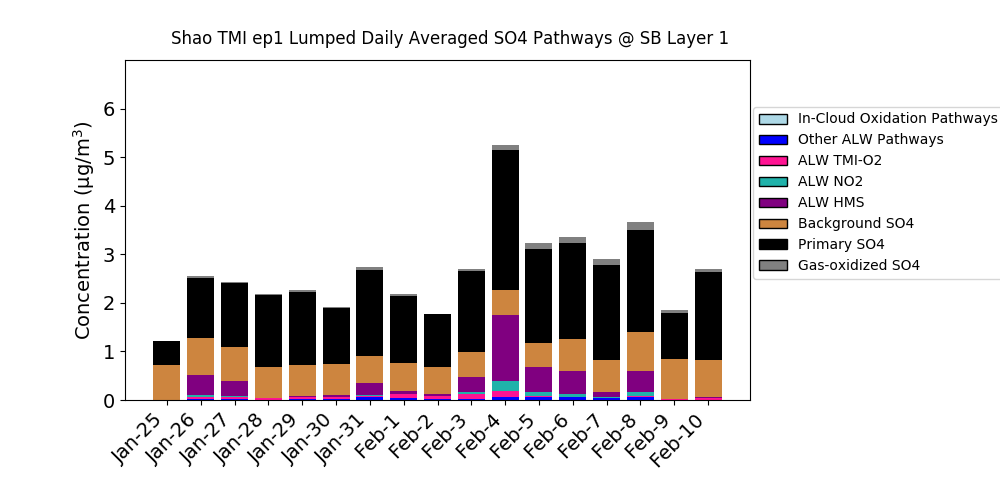 Shao TMI ep1 Lumped Daily Averaged SO4 Pathways @ SB Layer 1
Concentration (μg/m³)
6
5
4
3
2
1
0
Jan-25
Jan-26
Jan-27
Jan-28
Jan-29
Jan-30
Jan-31
Feb-1
Feb-2
Feb-3
Feb-4
Feb-5
Feb-6
Feb-7
Feb-8
Feb-9
Feb-10
In-Cloud Oxidation Pathways
Other ALW Pathways
ALW TMI-O2
ALW NO2
ALW HMS
Background SO4
Primary SO4
Gas-oxidized SO4